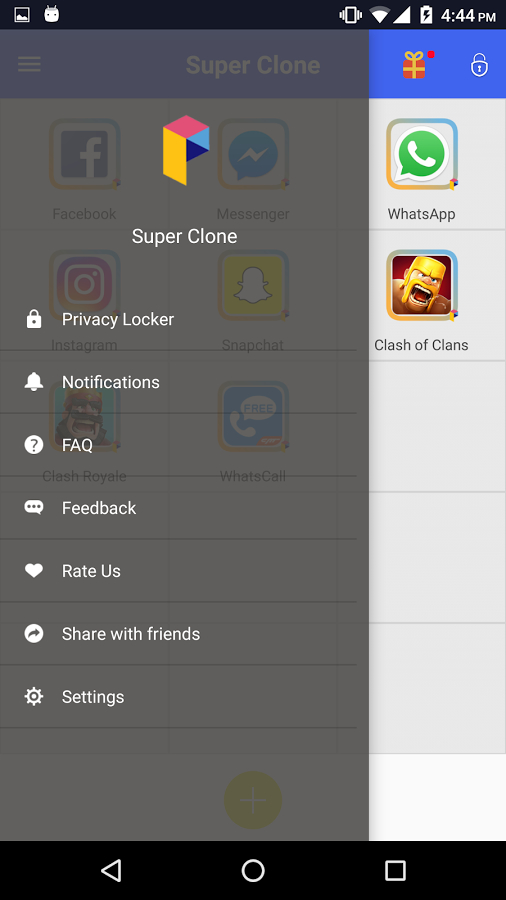 4:44 PM
Super Clone
Facebook
Messenger
WhatsApp
Super Clone
Instagram
Snapchat
Clash of Clans
Privacy Locker
Notifications
FREE
Clash Royale
WhatsCall
FAQ
Feedback
Rate Us
Share with friends
Settings